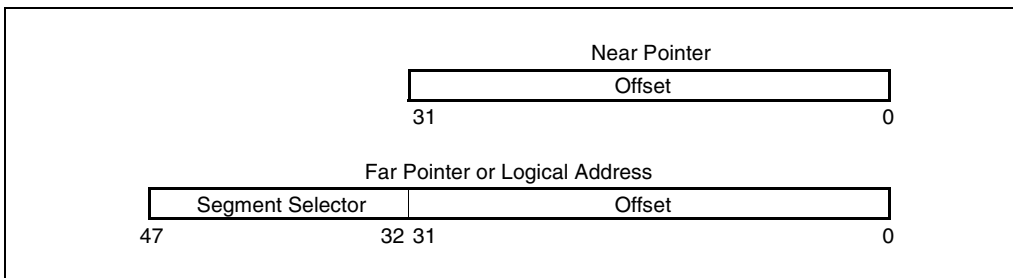 Near Pointer
Offset
31 0
Far Pointer or Logical Address
Segment Selector Offset
47 32 31 0